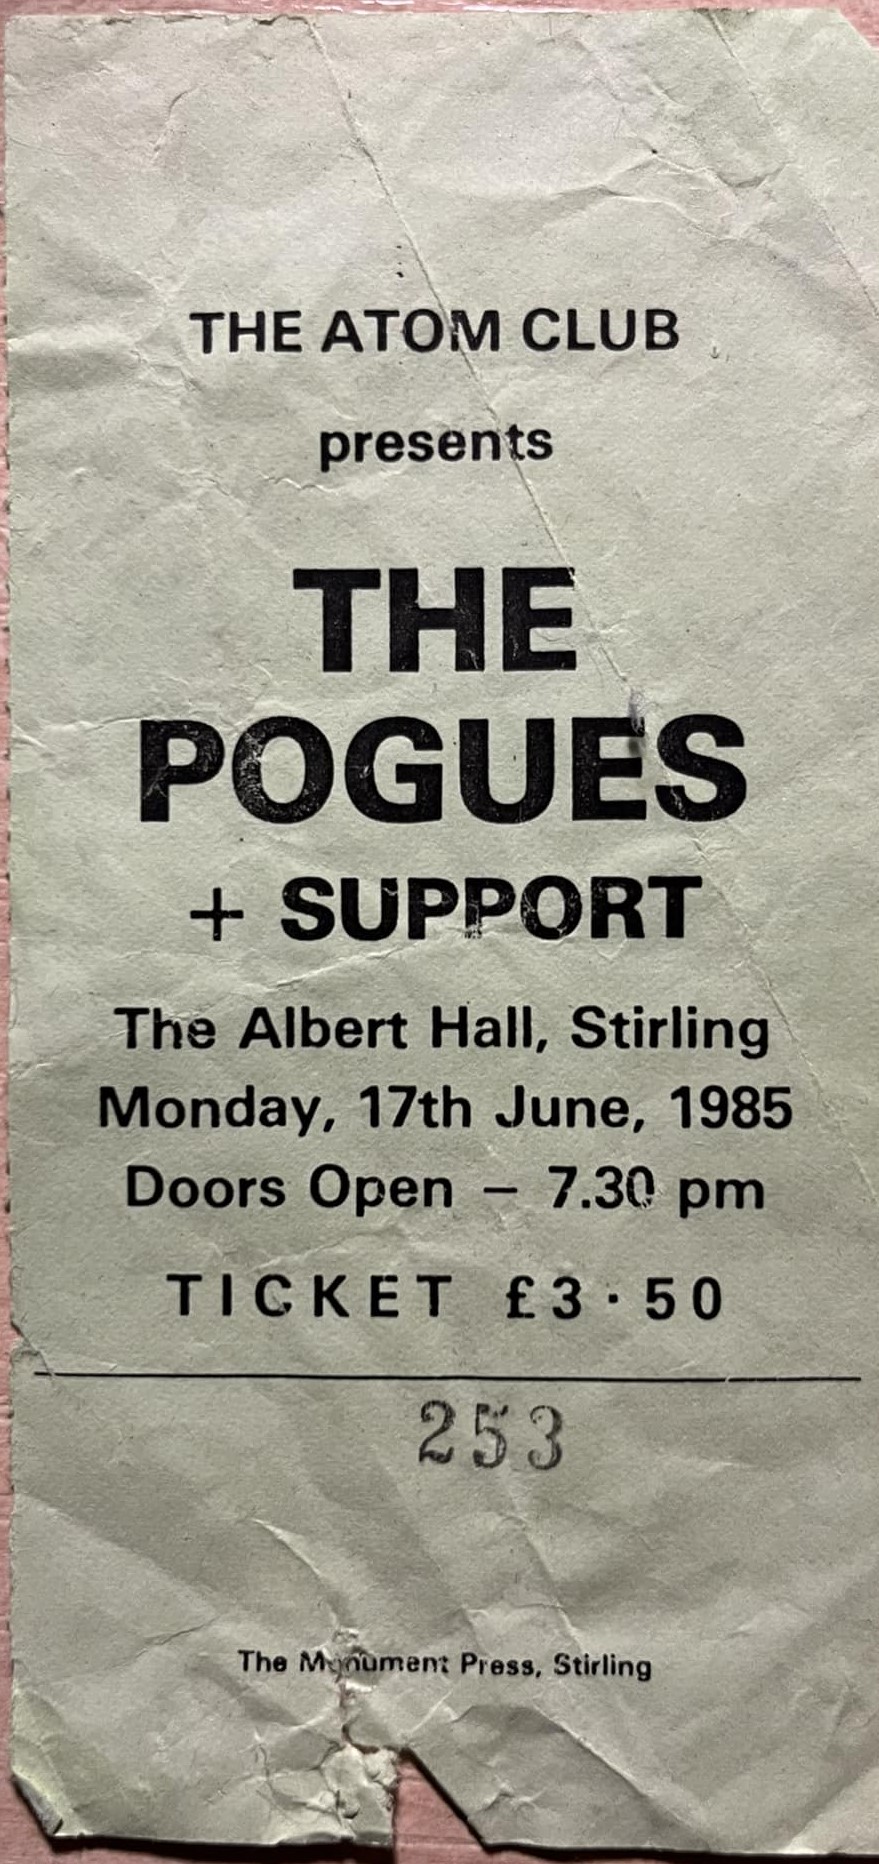 THE ATOM CLUB
presents
THE
POGUES
+ SUPPORT
The Albert Hall, Stirling
Monday, 17th June, 1985
Doors Open – 7.30 pm
TICKET £3·50
253
The Monument Press, Stirling